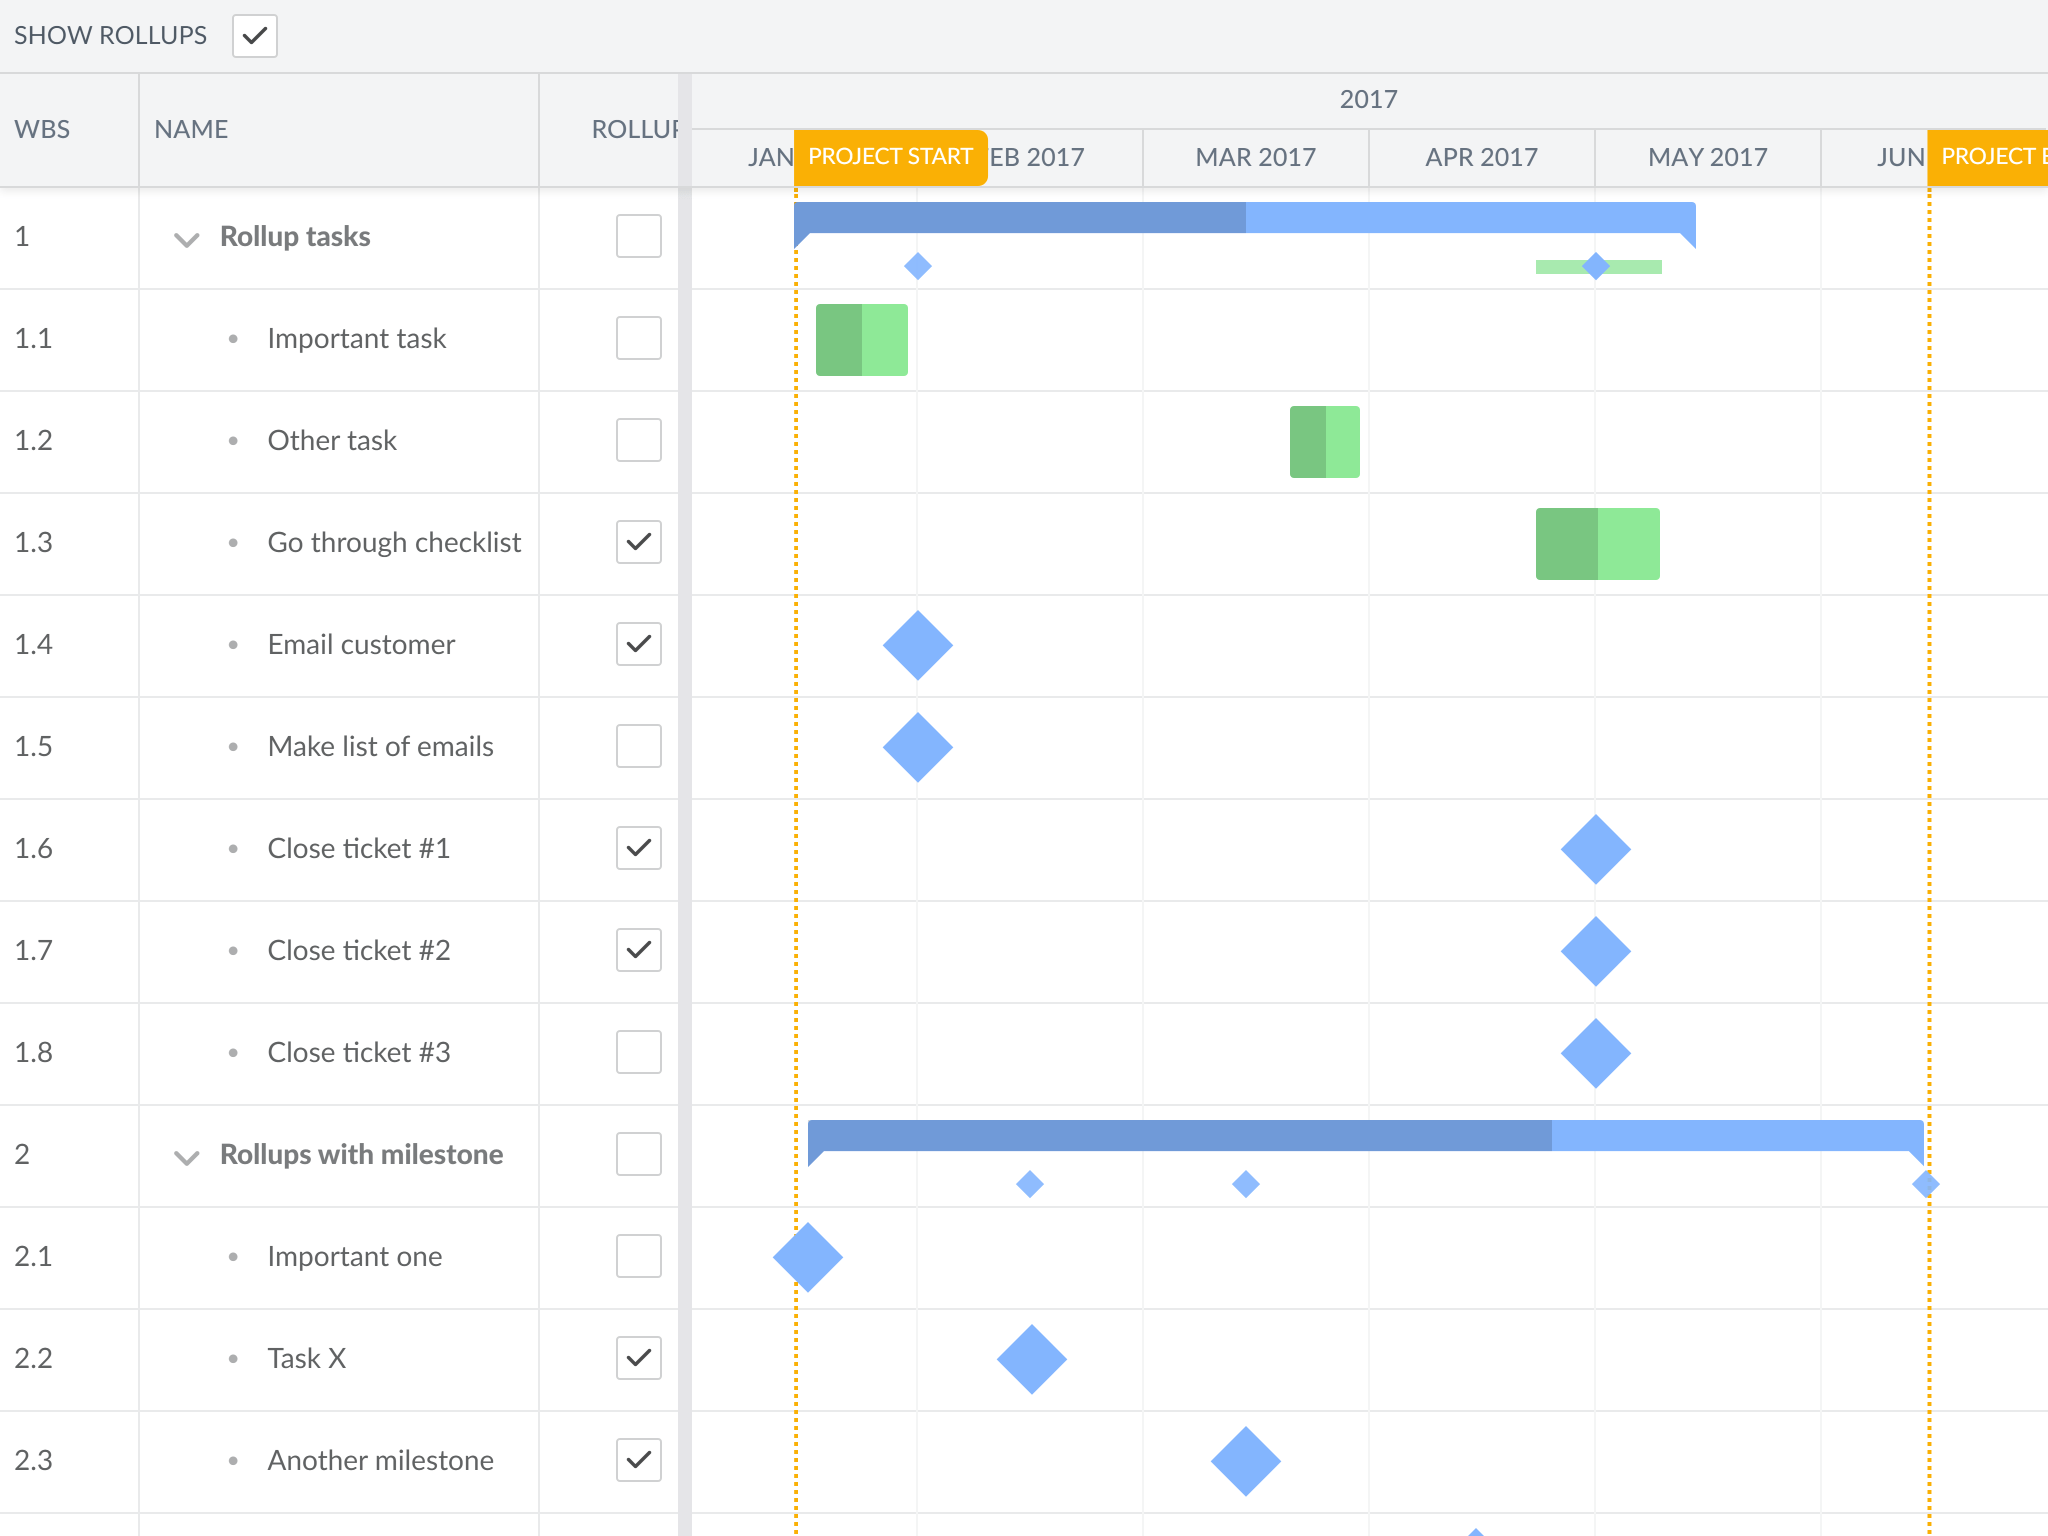 SHOW ROLLUPS
WBS
NAME
ROLLUP
2017
JAN
PROJECT START
EB 2017
MAR 2017
APR 2017
MAY 2017
JUN
PROJECT E
1
Rollup tasks
1.1
Important task
1.2
Other task
1.3
Go through checklist
1.4
Email customer
1.5
Make list of emails
1.6
Close ticket #1
1.7
Close ticket #2
1.8
Close ticket #3
2
Rollups with milestone
2.1
Important one
2.2
Task X
2.3
Another milestone